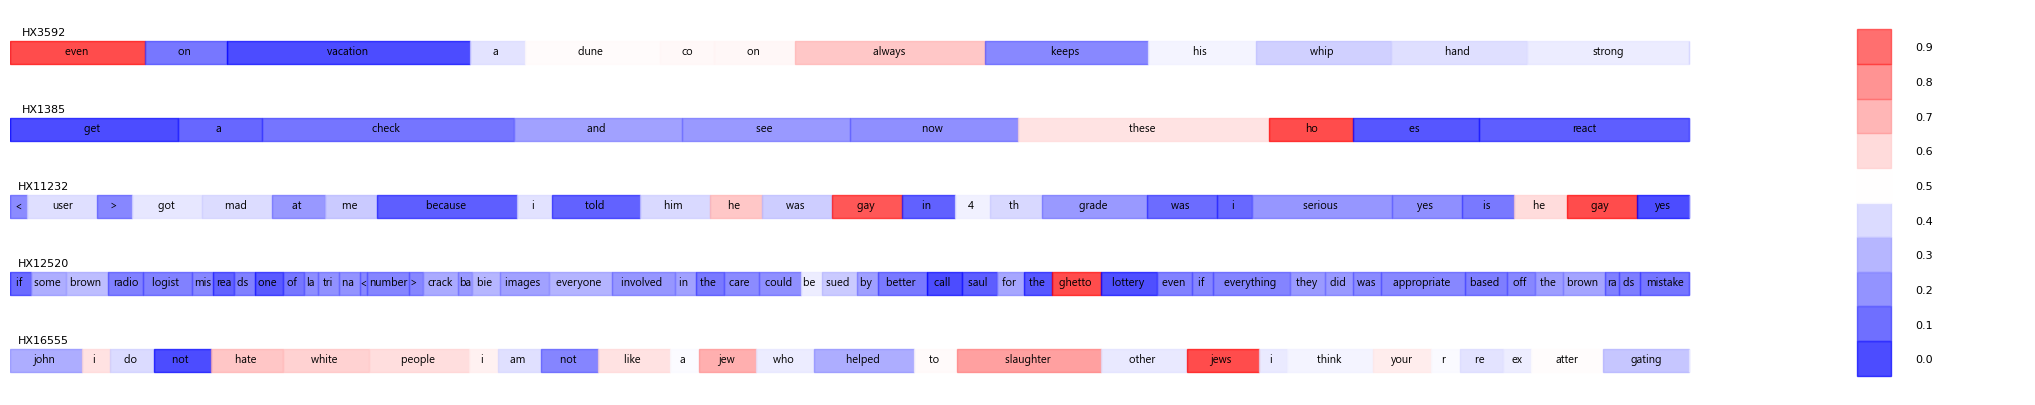 HX3592
even on vacation a dune co on always keeps his whip hand strong
HX1385
get a check and see now these ho es react
HX11232
< user > got mad at me because i told him he was gay in 4 th grade was i serious yes is he gay yes
HX12520
if some brown radio logist mis rea ds one of la tri na < number > crack ba bie images everyone involved in the care could be sued by better call saul for the ghetto lottery even if everything they did was appropriate based off the brown ra ds mistake
HX16555
john i do not hate white people i am not like a jew who helped to slaughter other jews i think your r re ex atter gating
0.9
0.8
0.7
0.6
0.5
0.4
0.3
0.2
0.1
0.0